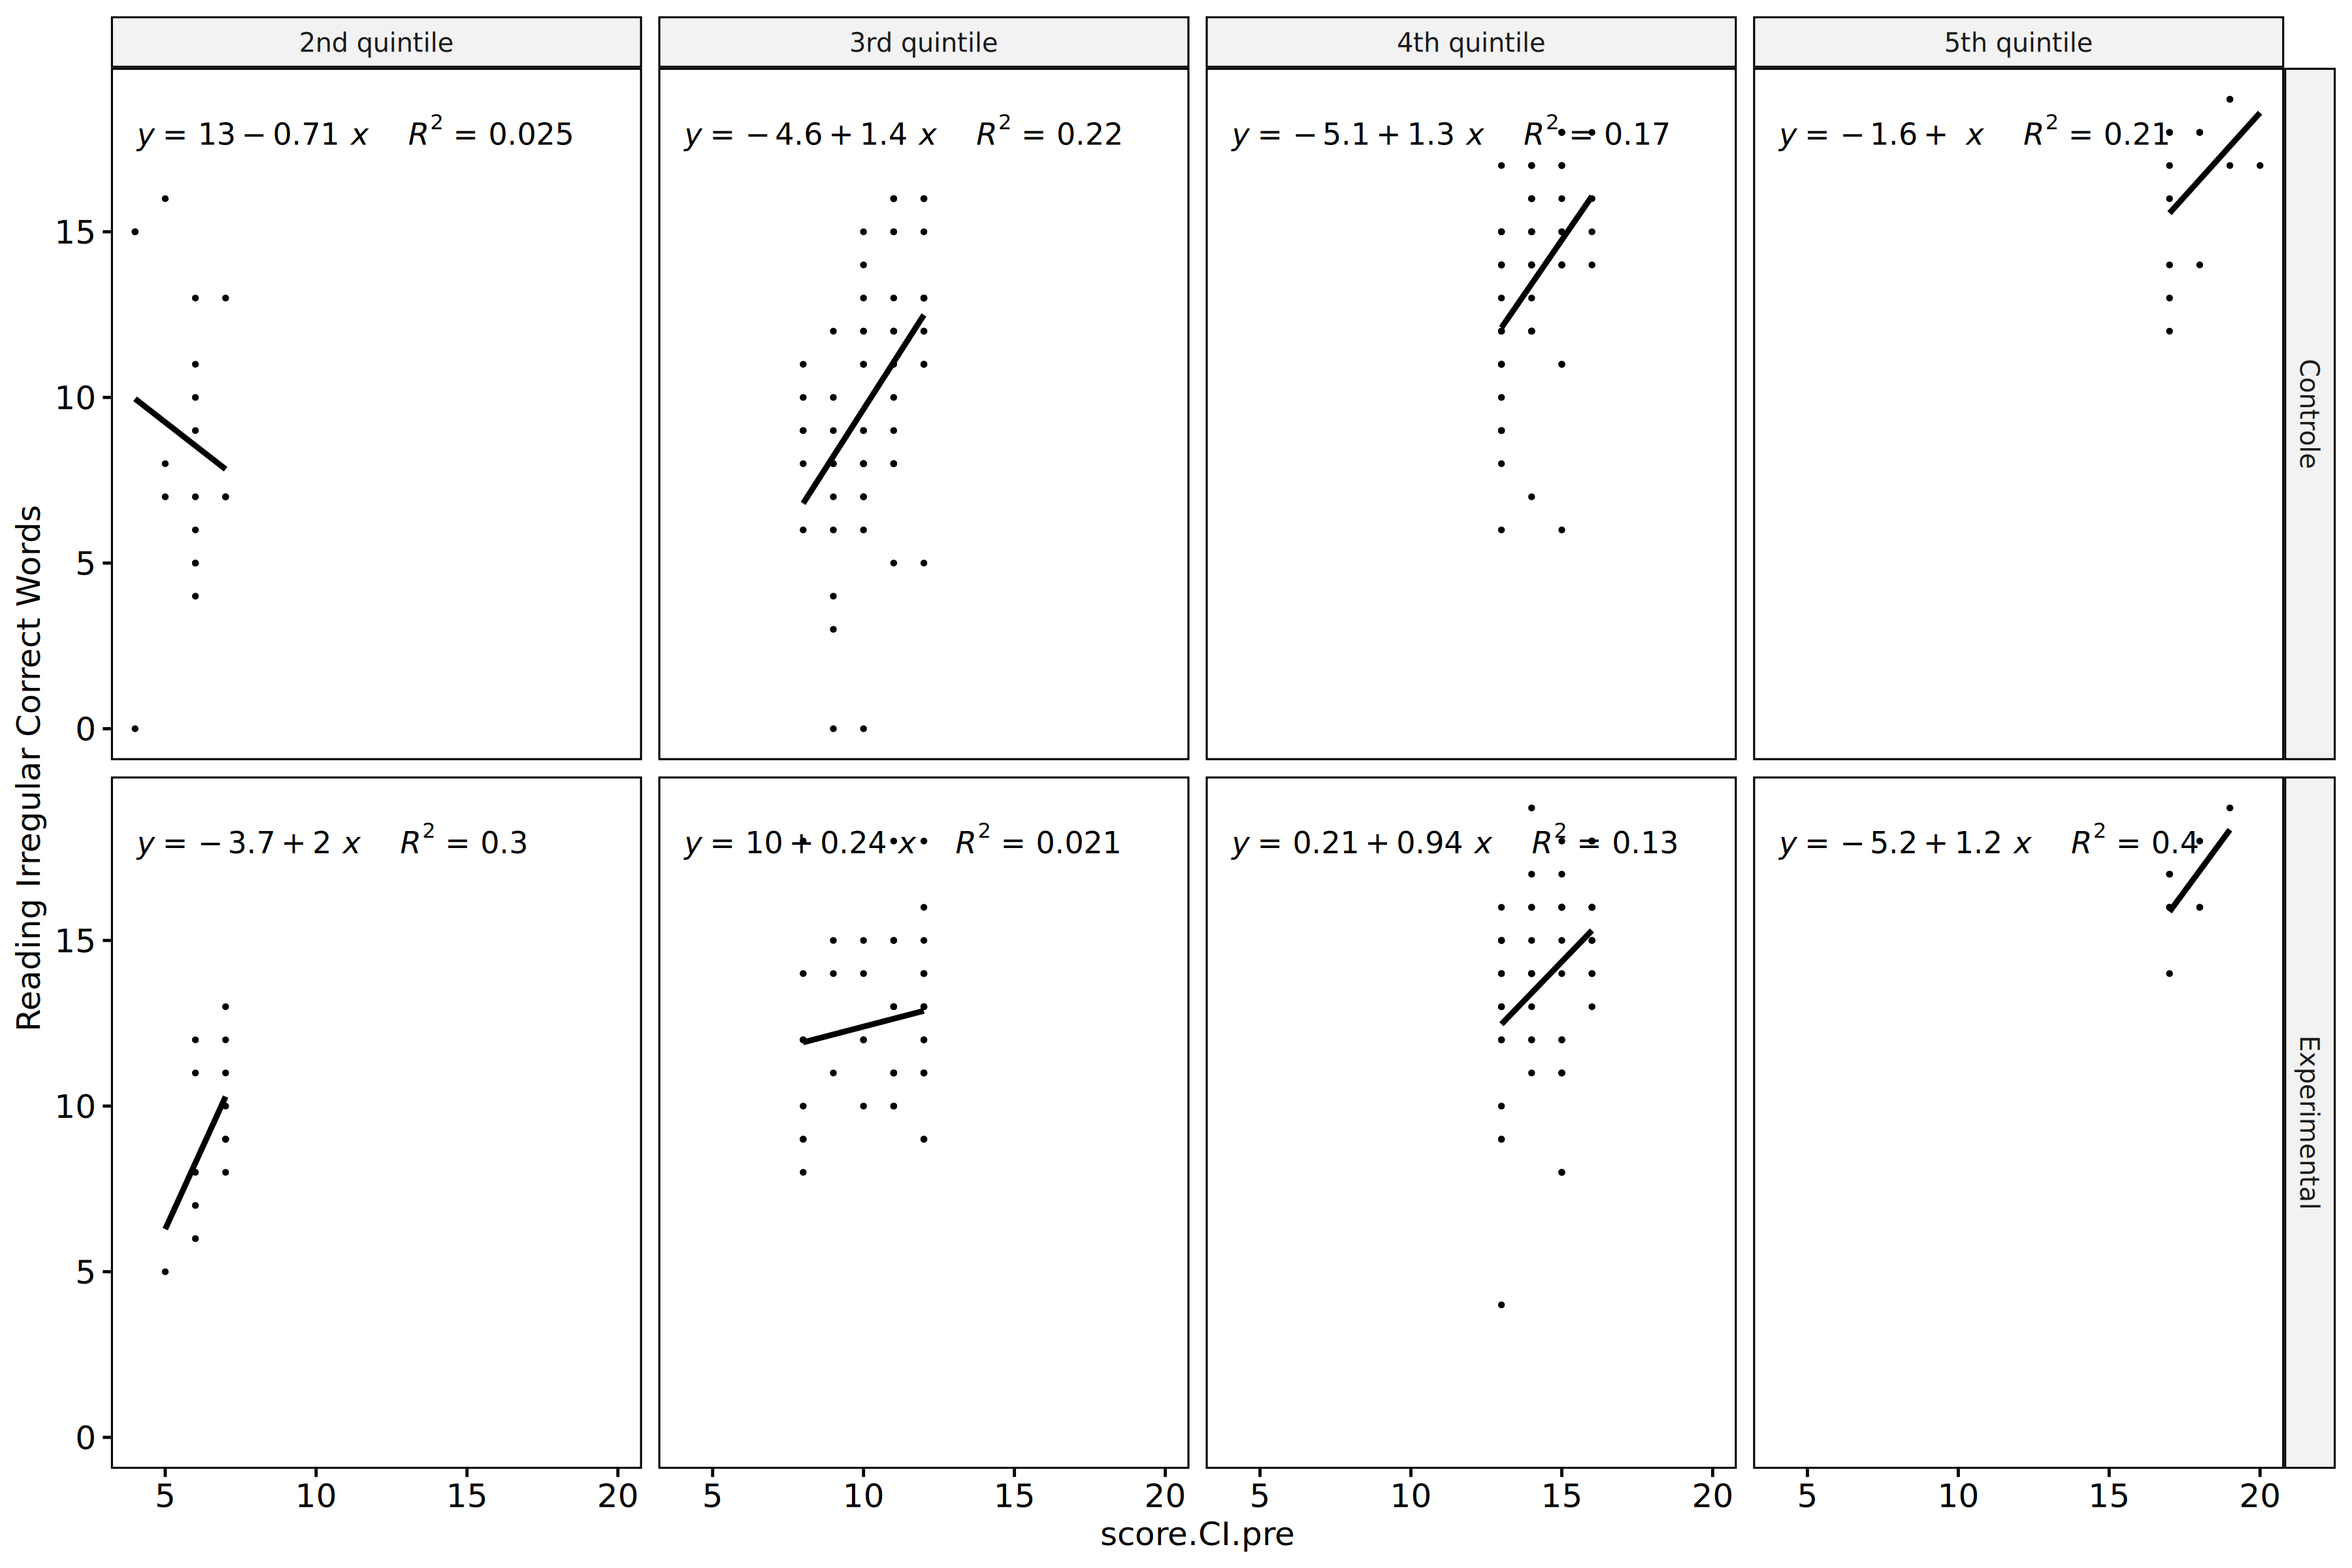 2nd quintile 3rd quintile 4th quintile 5th quintile
y = 13 − 0.71 x R² = 0.025
y = − 4.6 + 1.4 x R² = 0.22
y = − 5.1 + 1.3 x R² = 0.17
y = − 1.6 + x R² = 0.21
15
10
5
0
Controle
Reading Irregular Correct Words
y = − 3.7 + 2 x R² = 0.3
y = 10 + 0.24 x R² = 0.021
y = 0.21 + 0.94 x R² = 0.13
y = − 5.2 + 1.2 x R² = 0.4
15
10
5
0
Experimental
5 10 15 20 5 10 15 20 5 10 15 20 5 10 15 20
score.CI.pre